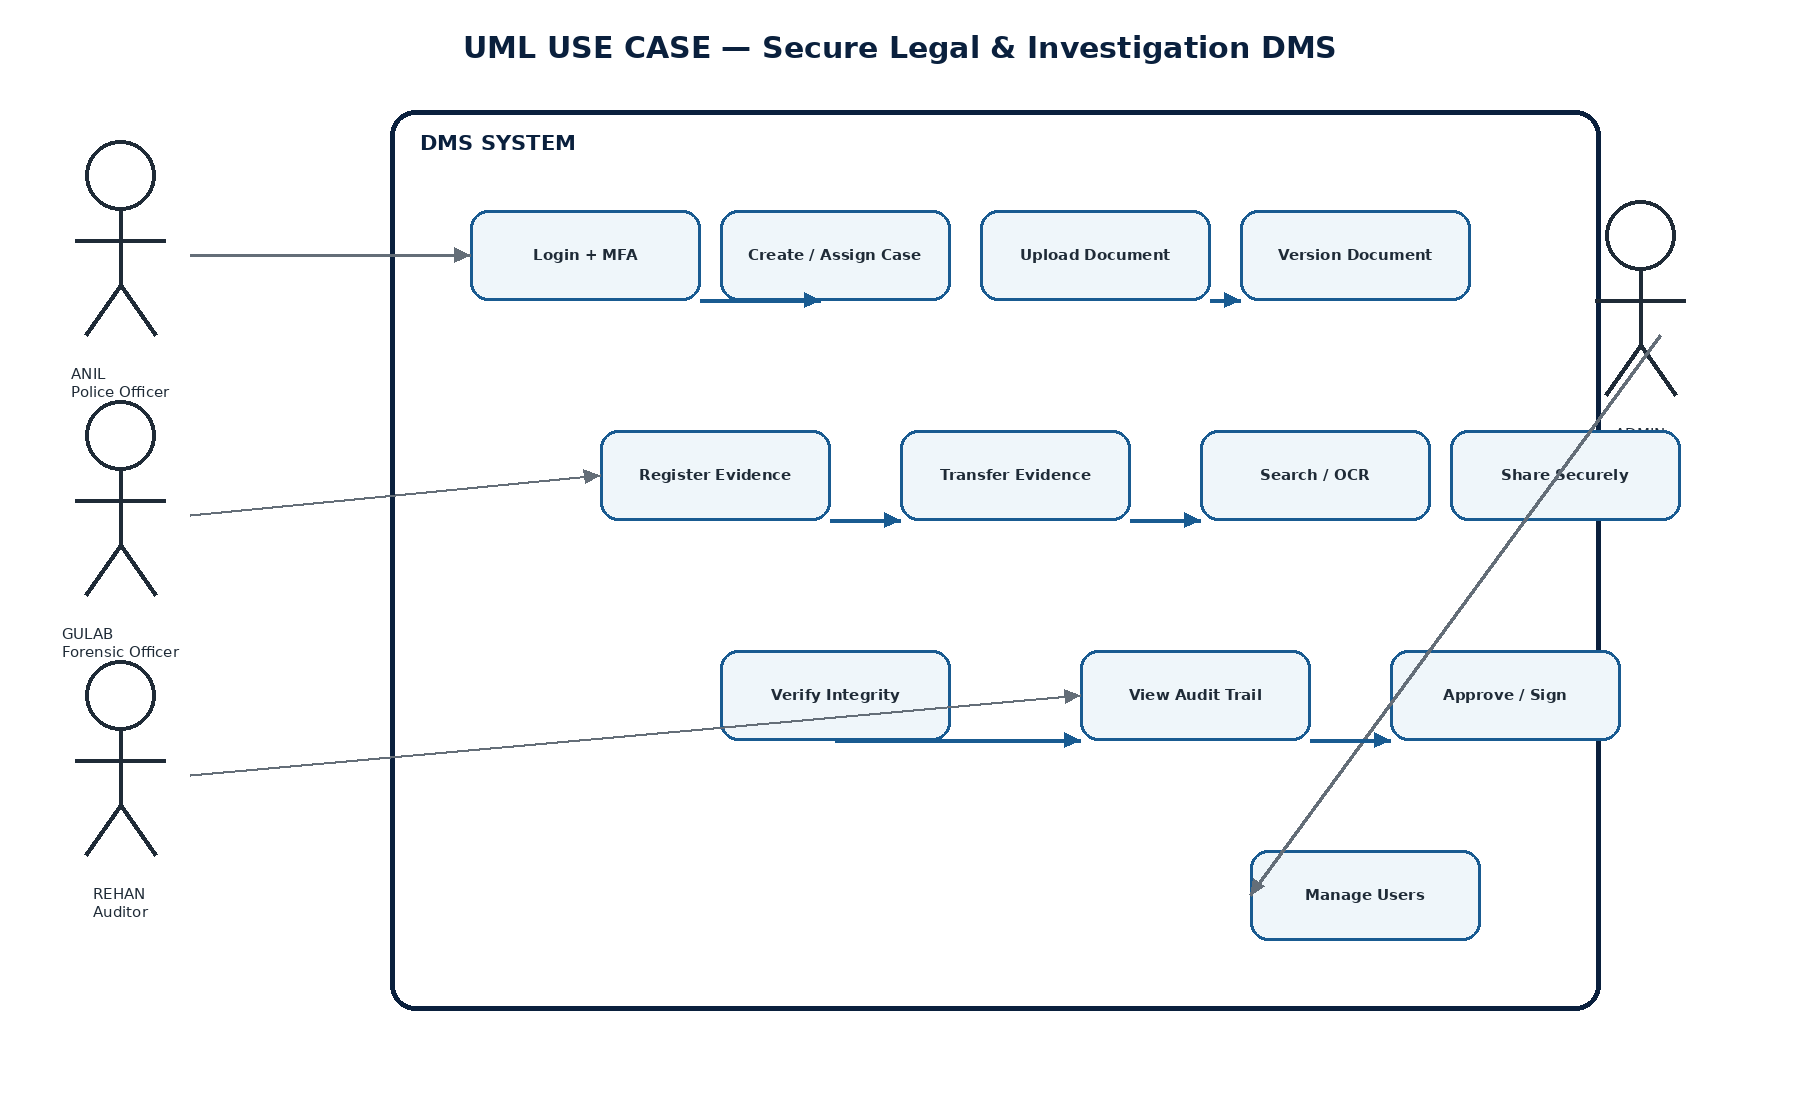 UML USE CASE — Secure Legal & Investigation DMS
DMS SYSTEM
Login + MFA
Create / Assign Case
Upload Document
Version Document
ANIL
Police Officer
ADMIN
Register Evidence
Transfer Evidence
Search / OCR
Share Securely
GULAB
Forensic Officer
Verify Integrity
View Audit Trail
Approve / Sign
REHAN
Auditor
Manage Users